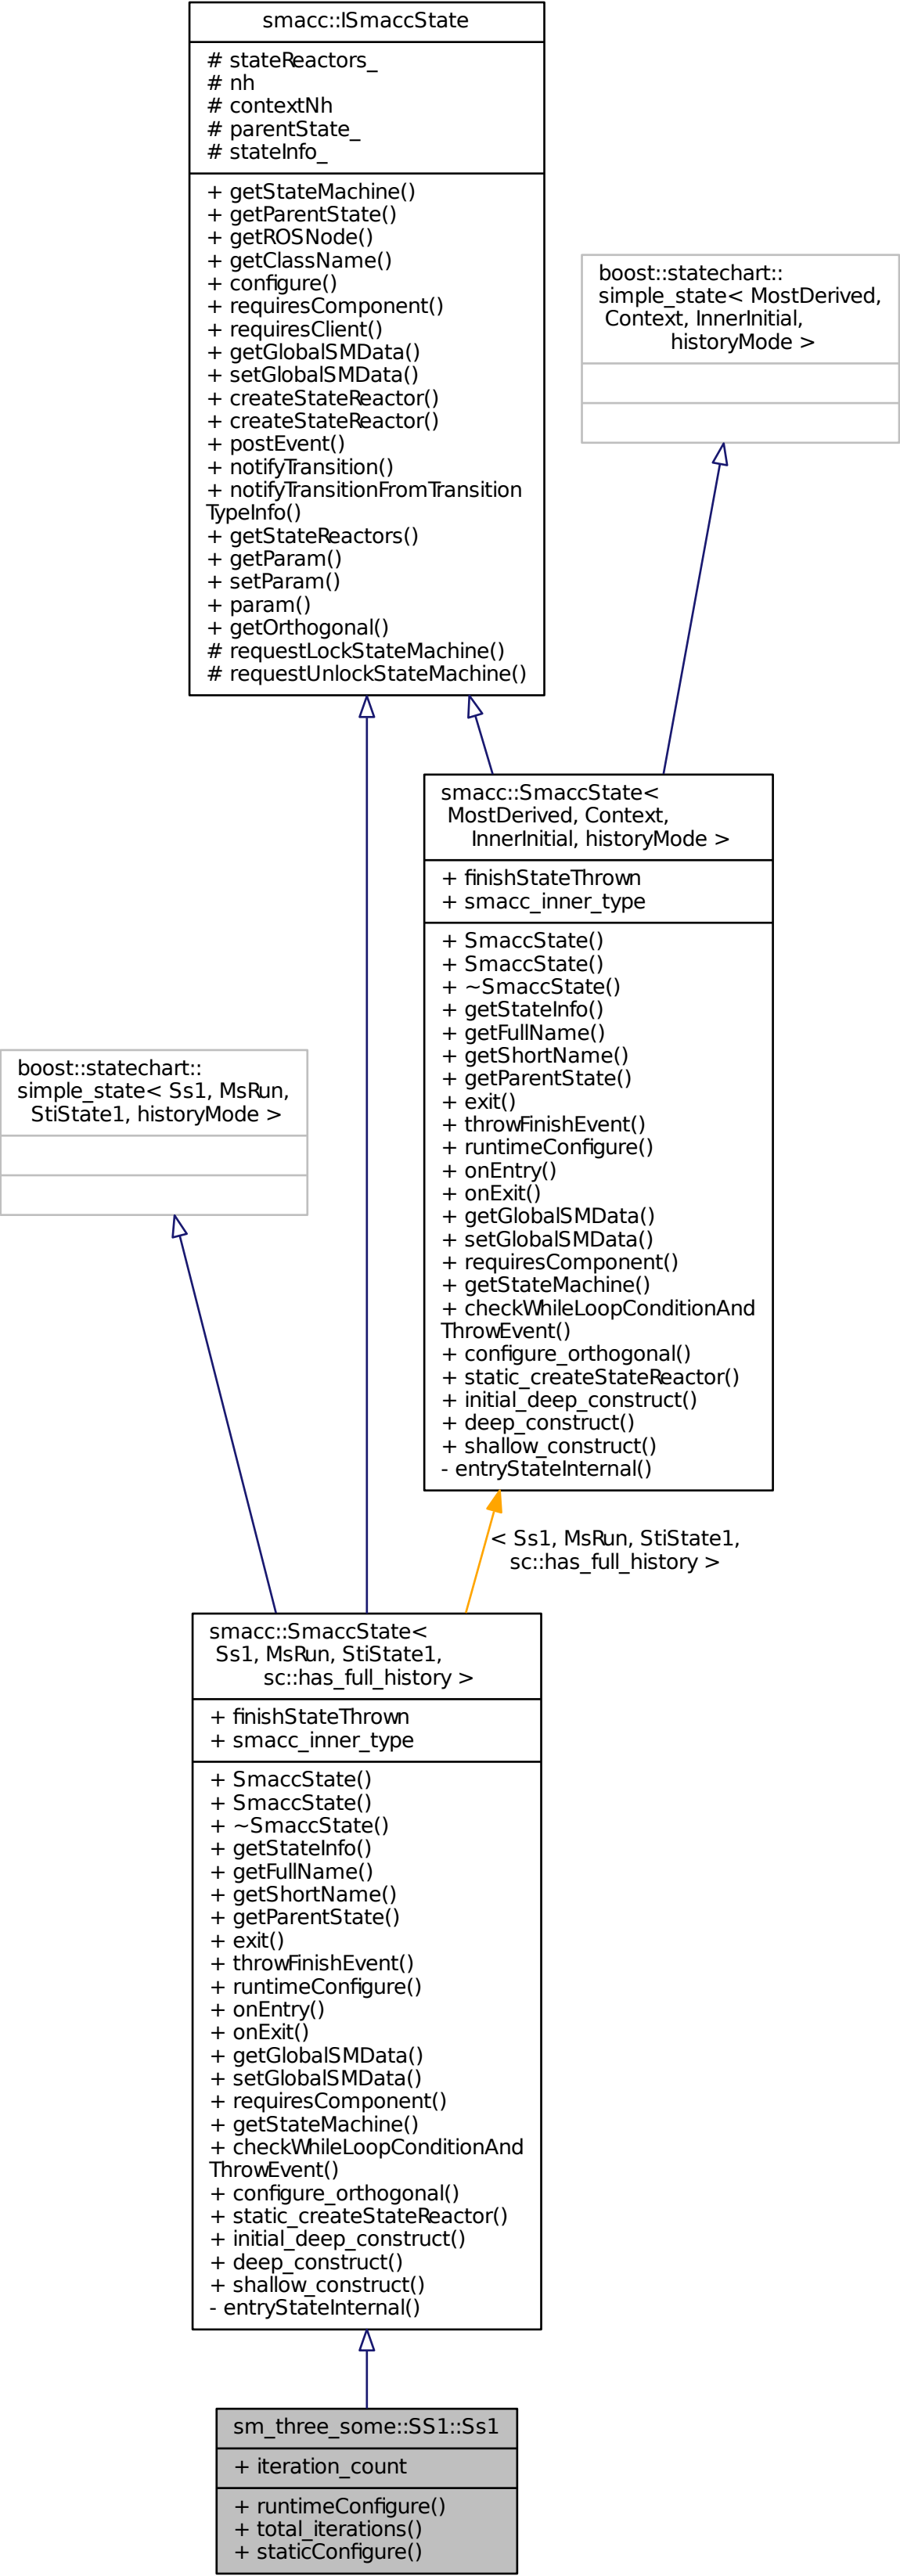 smacc::ISmaccState
# stateReactors_
# nh
# contextNh
# parentState_
# stateInfo_
+ getStateMachine()
+ getParentState()
+ getROSNode()
+ getClassName()
+ configure()
+ requiresComponent()
+ requiresClient()
+ getGlobalSMData()
+ setGlobalSMData()
+ createStateReactor()
+ createStateReactor()
+ postEvent()
+ notifyTransition()
+ notifyTransitionFromTransition
TypeInfo()
+ getStateReactors()
+ getParam()
+ setParam()
+ param()
+ getOrthogonal()
# requestLockStateMachine()
# requestUnlockStateMachine()
boost::statechart::
simple_state< MostDerived,
Context, InnerInitial,
historyMode >
smacc::SmaccState<
MostDerived, Context,
InnerInitial, historyMode >
+ finishStateThrown
+ smacc_inner_type
+ SmaccState()
+ SmaccState()
+ ~SmaccState()
+ getStateInfo()
+ getFullName()
+ getShortName()
+ getParentState()
+ exit()
+ throwFinishEvent()
+ runtimeConfigure()
+ onEntry()
+ onExit()
+ getGlobalSMData()
+ setGlobalSMData()
+ requiresComponent()
+ getStateMachine()
+ checkWhileLoopConditionAnd
ThrowEvent()
+ configure_orthogonal()
+ static_createStateReactor()
+ initial_deep_construct()
+ deep_construct()
+ shallow_construct()
- entryStateInternal()
boost::statechart::
simple_state< Ss1, MsRun,
StiState1, historyMode >
< Ss1, MsRun, StiState1,
sc::has_full_history >
smacc::SmaccState<
Ss1, MsRun, StiState1,
sc::has_full_history >
+ finishStateThrown
+ smacc_inner_type
+ SmaccState()
+ SmaccState()
+ ~SmaccState()
+ getStateInfo()
+ getFullName()
+ getShortName()
+ getParentState()
+ exit()
+ throwFinishEvent()
+ runtimeConfigure()
+ onEntry()
+ onExit()
+ getGlobalSMData()
+ setGlobalSMData()
+ requiresComponent()
+ getStateMachine()
+ checkWhileLoopConditionAnd
ThrowEvent()
+ configure_orthogonal()
+ static_createStateReactor()
+ initial_deep_construct()
+ deep_construct()
+ shallow_construct()
- entryStateInternal()
sm_three_some::SS1::Ss1
+ iteration_count
+ runtimeConfigure()
+ total_iterations()
+ staticConfigure()